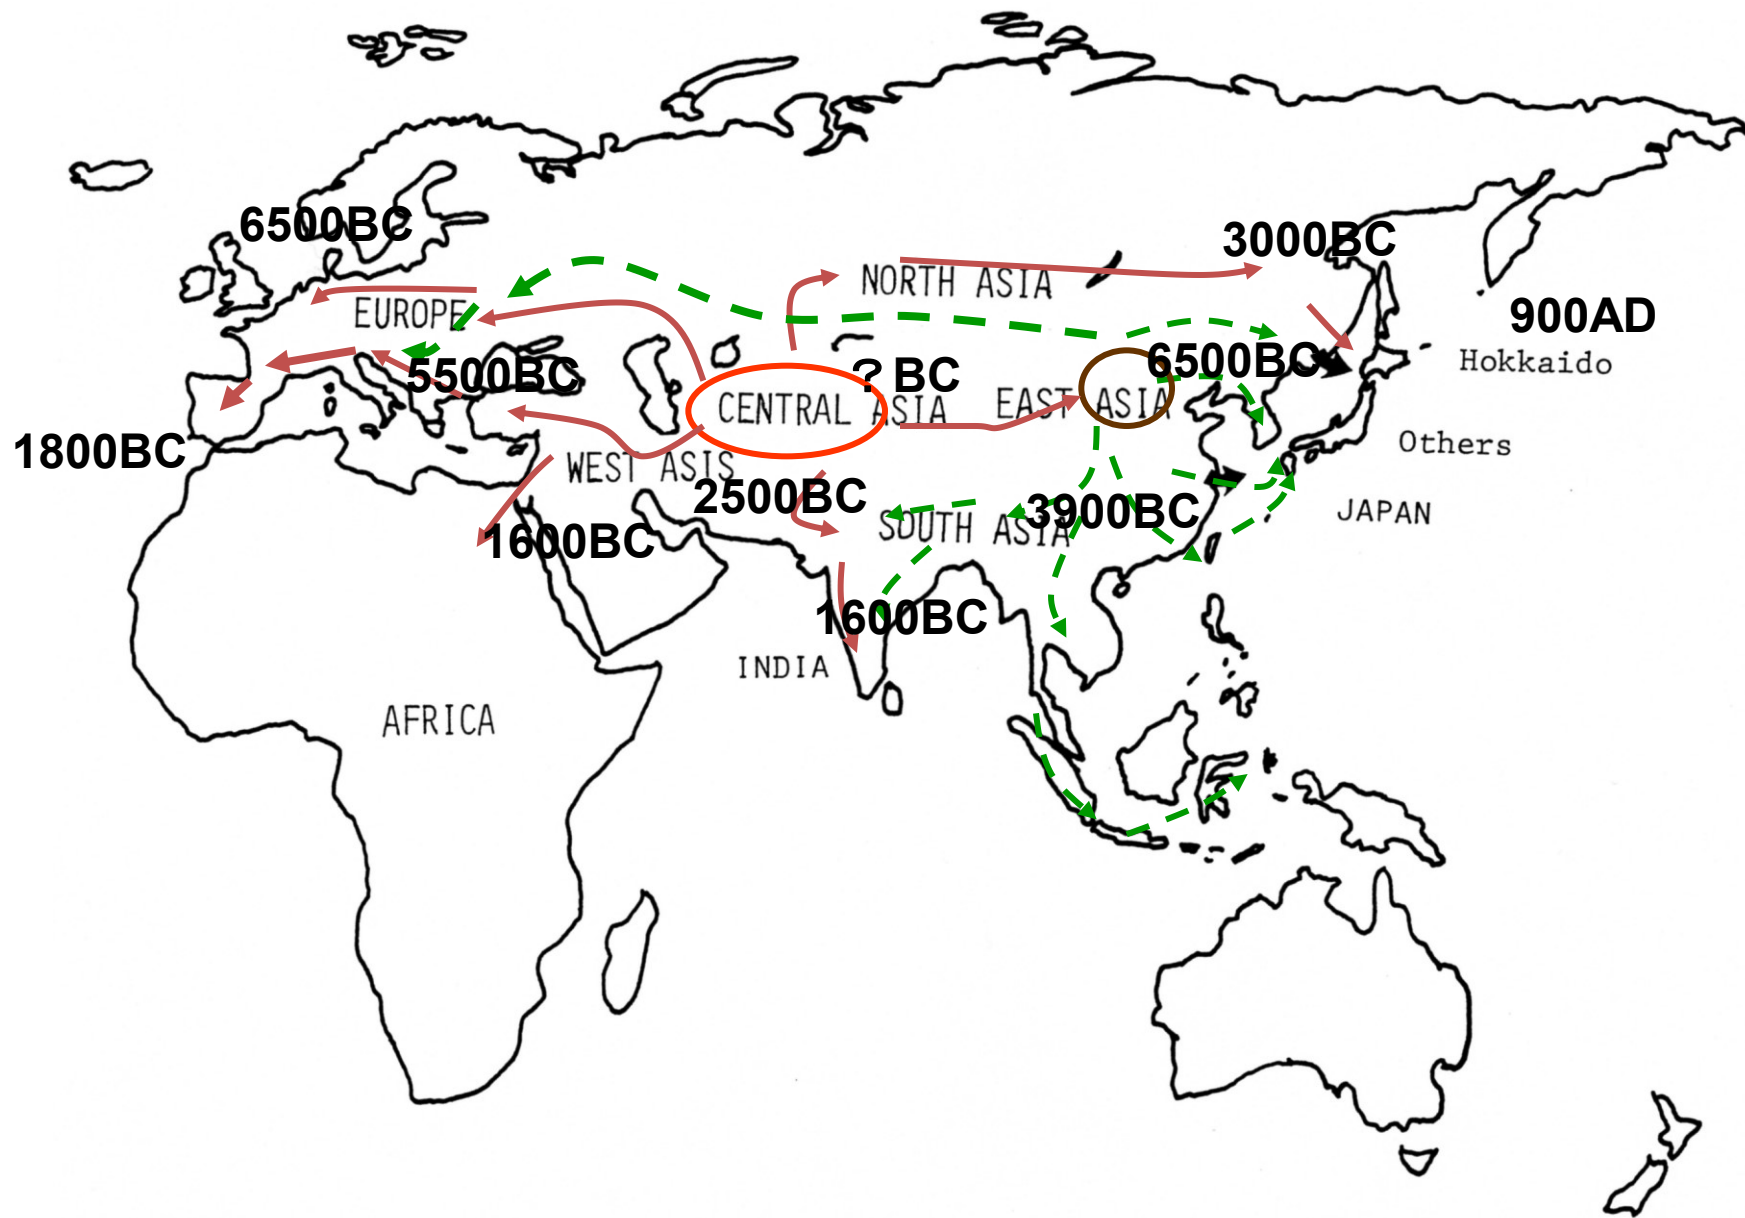 6500BC
3000BC
NORTH ASIA
900AD
EUROPE
6500BC
Hokkaido
5500BC
? BC
CENTRAL ASIA
EAST ASIA
Others
1800BC
WEST ASIS
2500BC
3900BC
JAPAN
SOUTH ASIA
1600BC
1600BC
INDIA
AFRICA